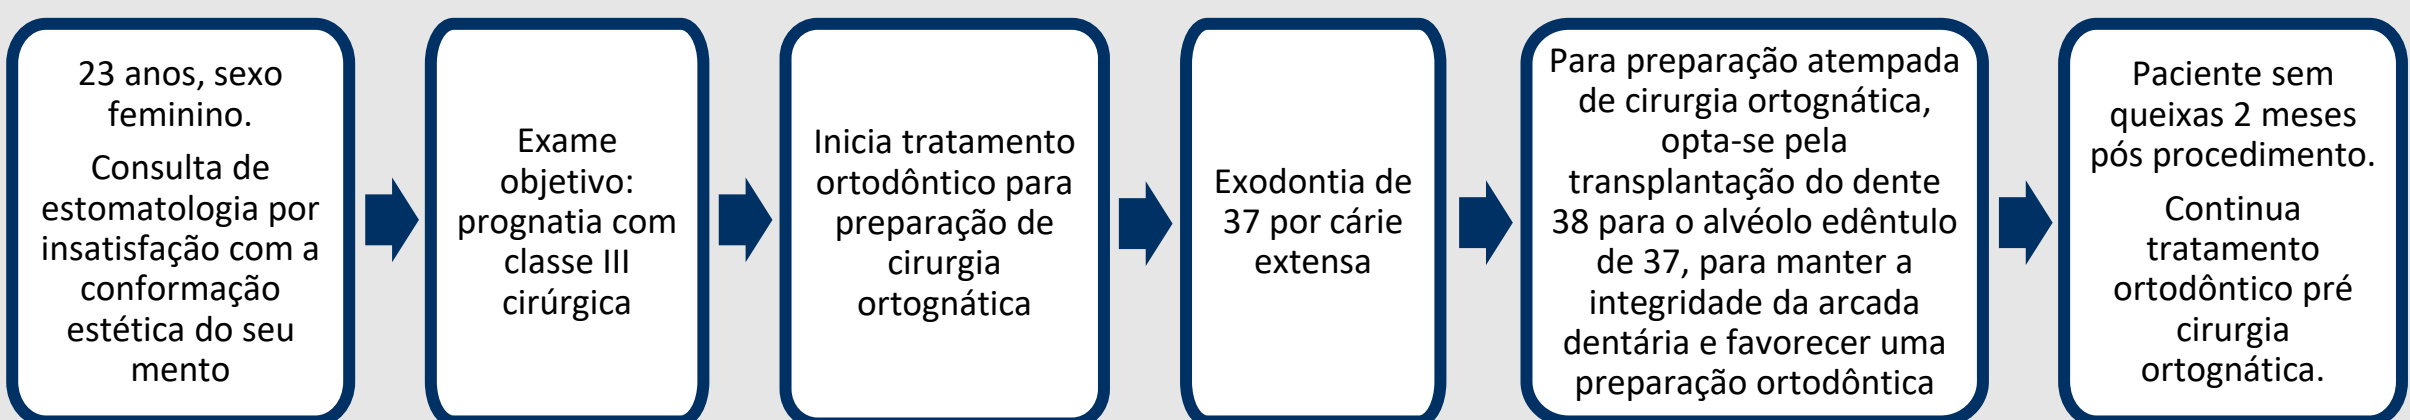 23 anos, sexo
feminino.
Consulta de
estomatologia por
insatisfação com a
conformação
estética do seu
mento
Exame
objetivo:
prognatia com
classe III
cirúrgica
Inicia tratamento
ortodôntico para
preparação de
cirurgia
ortognática
Exodontia de
37 por cárie
extensa
Para preparação atempada
de cirurgia ortognática,
opta-se pela
transplantação do dente
38 para o alvéolo edêntulo
de 37, para manter a
integridade da arcada
dentária e favorecer uma
preparação ortodôntica
Paciente sem
queixas 2 meses
pós procedimento.
Continua
tratamento
ortodôntico pré
cirurgia
ortognática.